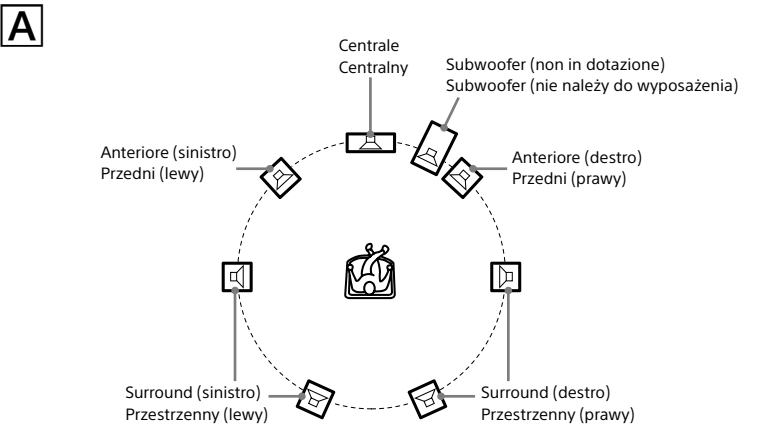 A
Centrale
Centralny
Subwoofer (non in dotazione)
Subwoofer (nie należy do wyposażenia)
Anteriore (sinistro)
Przedni (lewy)
Anteriore (destro)
Przedni (prawy)
Surround (sinistro)
Przestrzenny (lewy)
Surround (destro)
Przestrzenny (prawy)